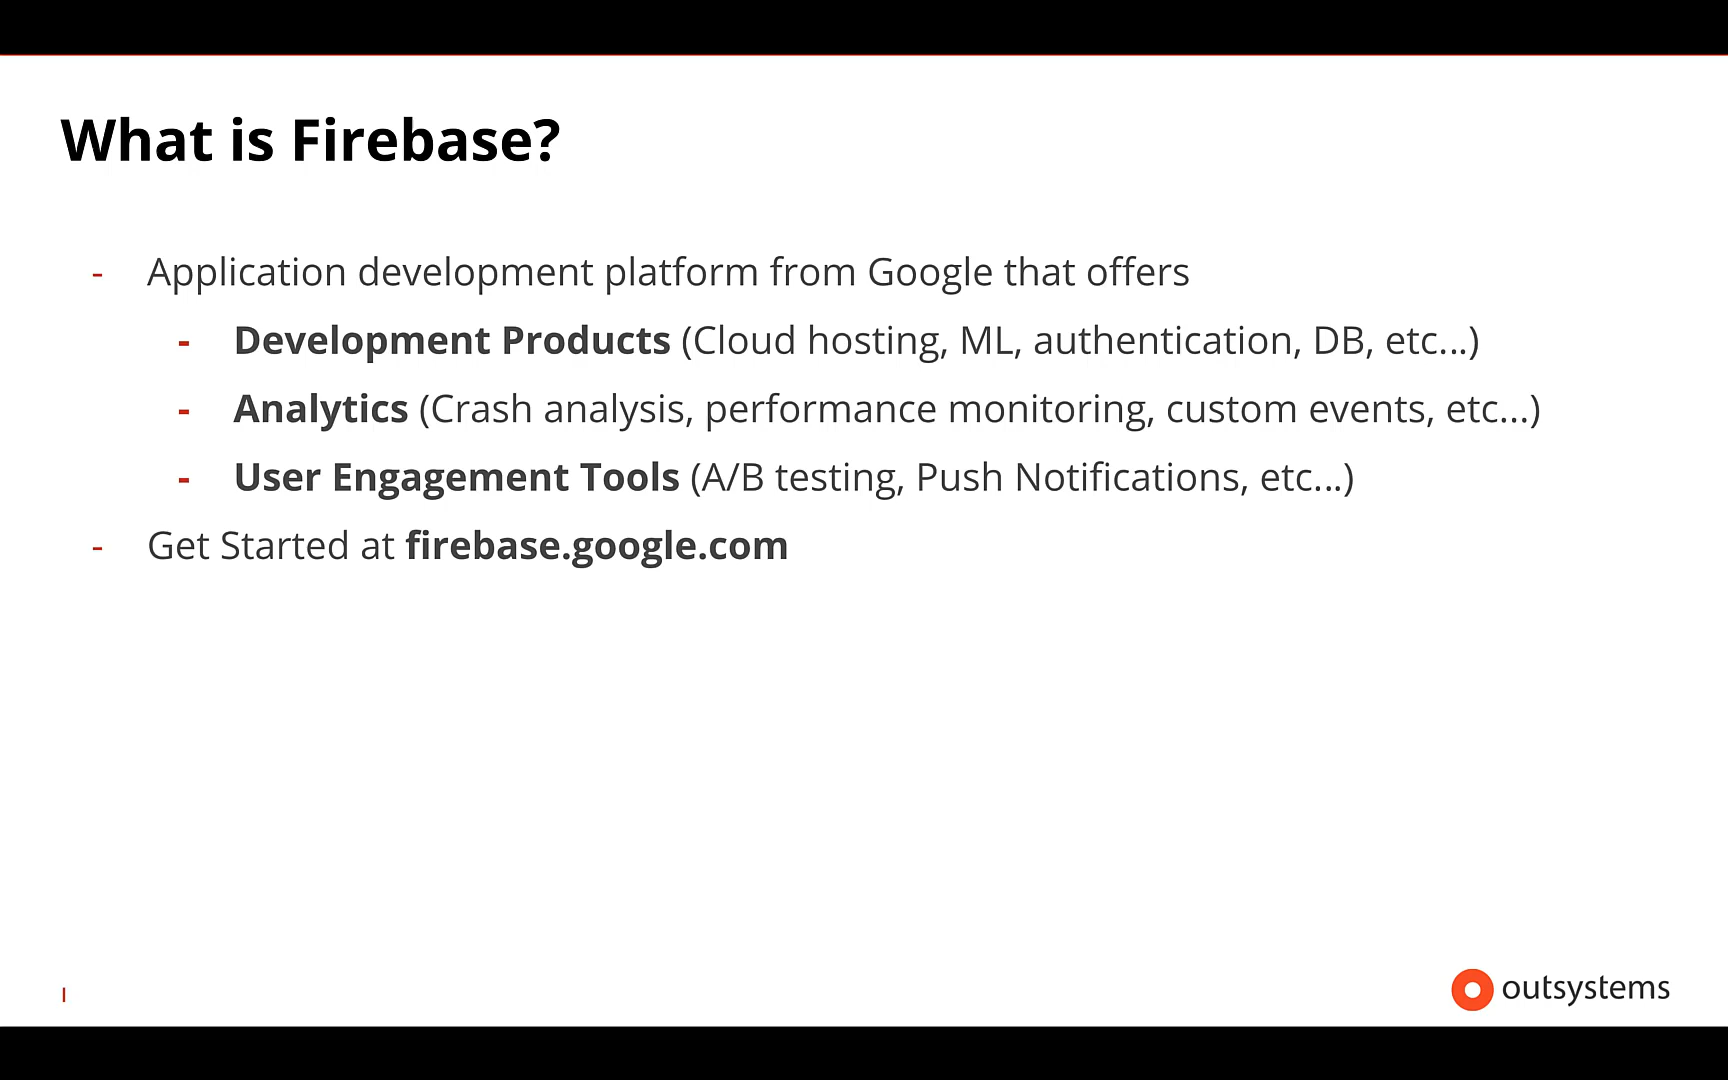 What is Firebase?
- Application development platform from Google that offers
- Development Products (Cloud hosting, ML, authentication, DB, etc...)
- Analytics (Crash analysis, performance monitoring, custom events, etc...)
- User Engagement Tools (A/B testing, Push Notifications, etc...)
- Get Started at firebase.google.com
outsystems